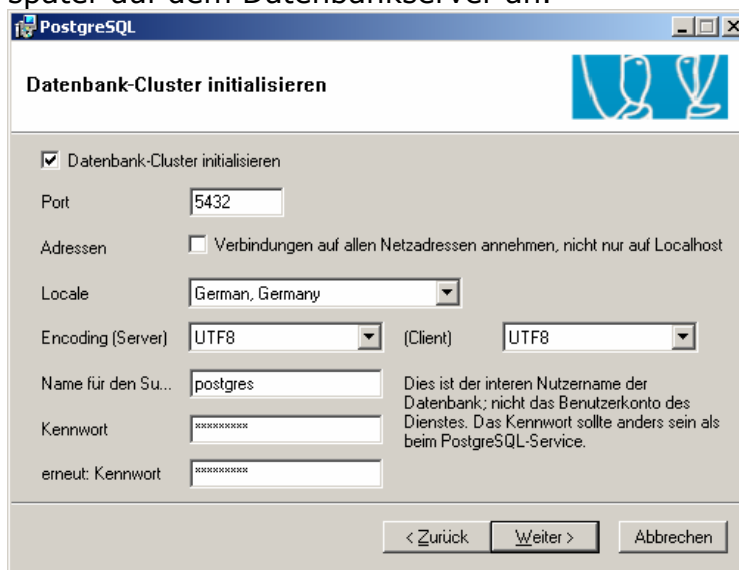 später auf dem Datenbankserver an.
PostgreSQL
Datenbank-Cluster initialisieren
Datenbank-Cluster initialisieren
Port 5432
Adressen Verbindungen auf allen Netzadressen annehmen, nicht nur auf Localhost
Locale German, Germany
Encoding (Server) UTF8 (Client) UTF8
Name für den Su... postgres
Dies ist der interen Nutzername der
Datenbank; nicht das Benutzerkonto des
Dienstes. Das Kennwort sollte anders sein als
beim PostgreSQL-Service.
Kennwort *********
erneut: Kennwort *********
< Zurück Weiter > Abbrechen